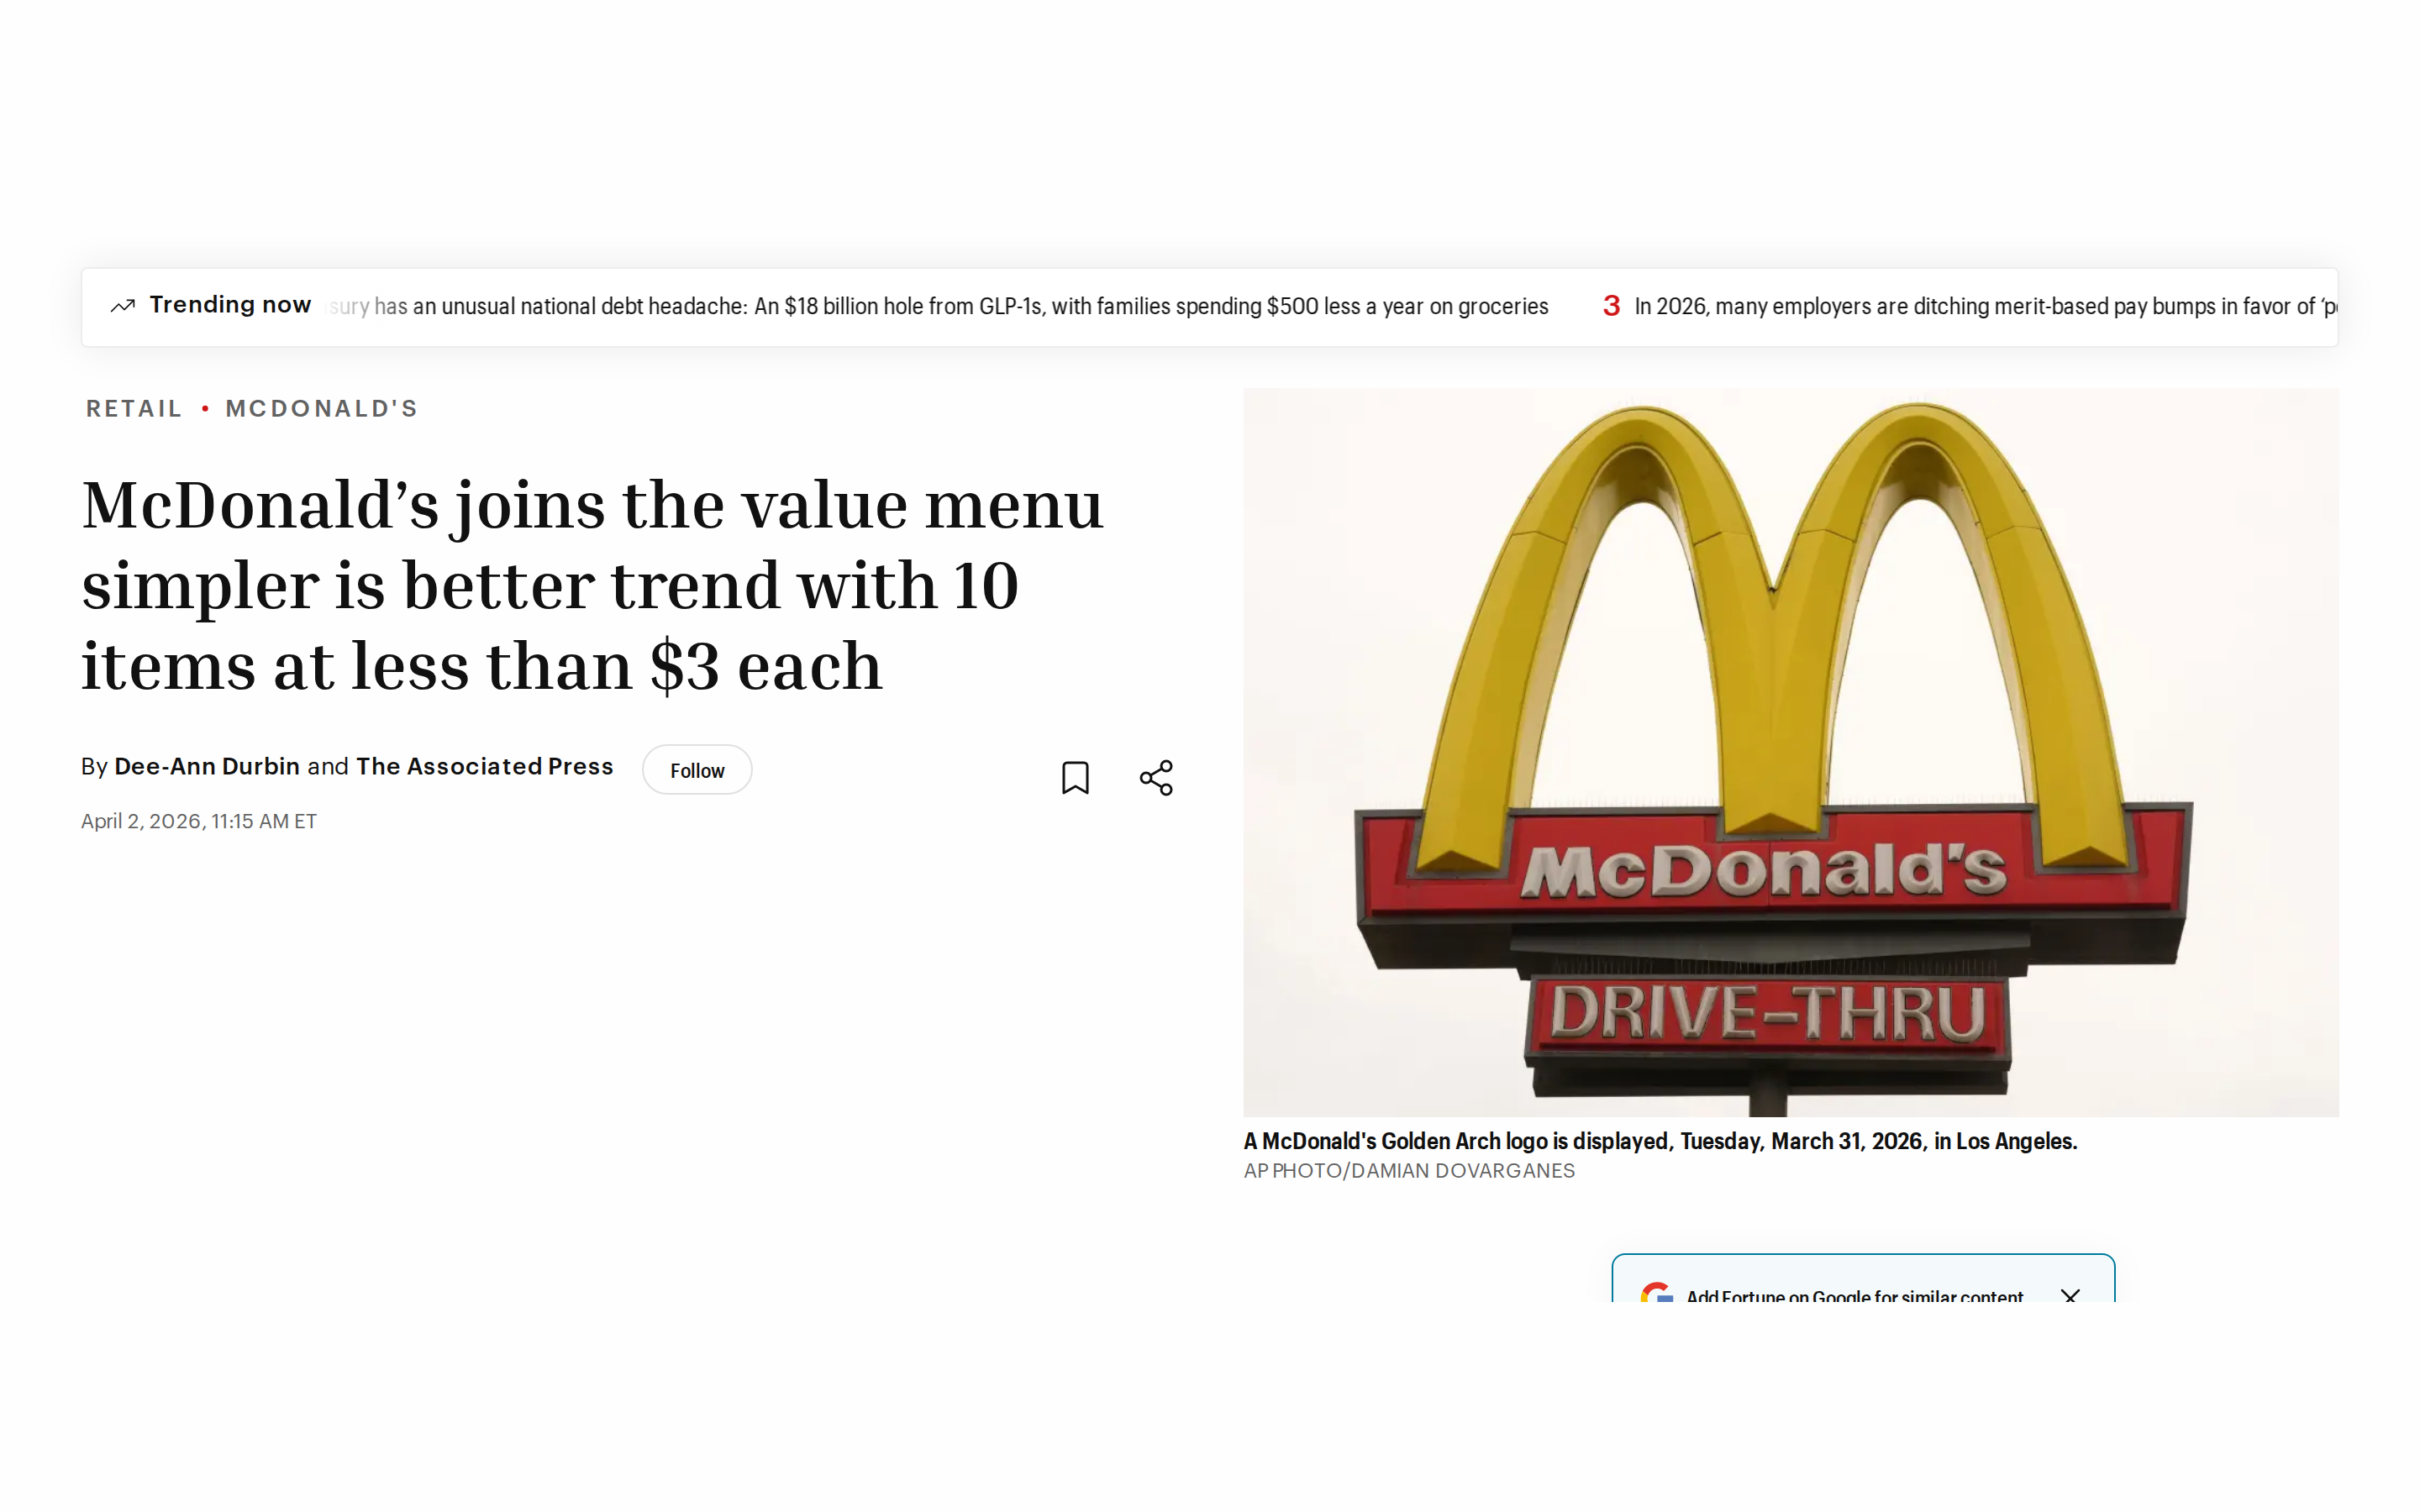 Trending now
has an unusual national debt headache: An $18 billion hole from GLP-1s, with families spending $500 less a year on groceries
3 In 2026, many employers are ditching merit-based pay bumps in favor of
RETAIL • MCDONALD'S
McDonald’s joins the value menu
simpler is better trend with 10
items at less than $3 each
By Dee-Ann Durbin and The Associated Press
Follow
April 2, 2026, 11:15 AM ET
McDonald's
DRIVE-THRU
A McDonald's Golden Arch logo is displayed, Tuesday, March 31, 2026, in Los Angeles.
AP PHOTO/DAMIAN DOVARGANES
Add Fortune on Google for similar content